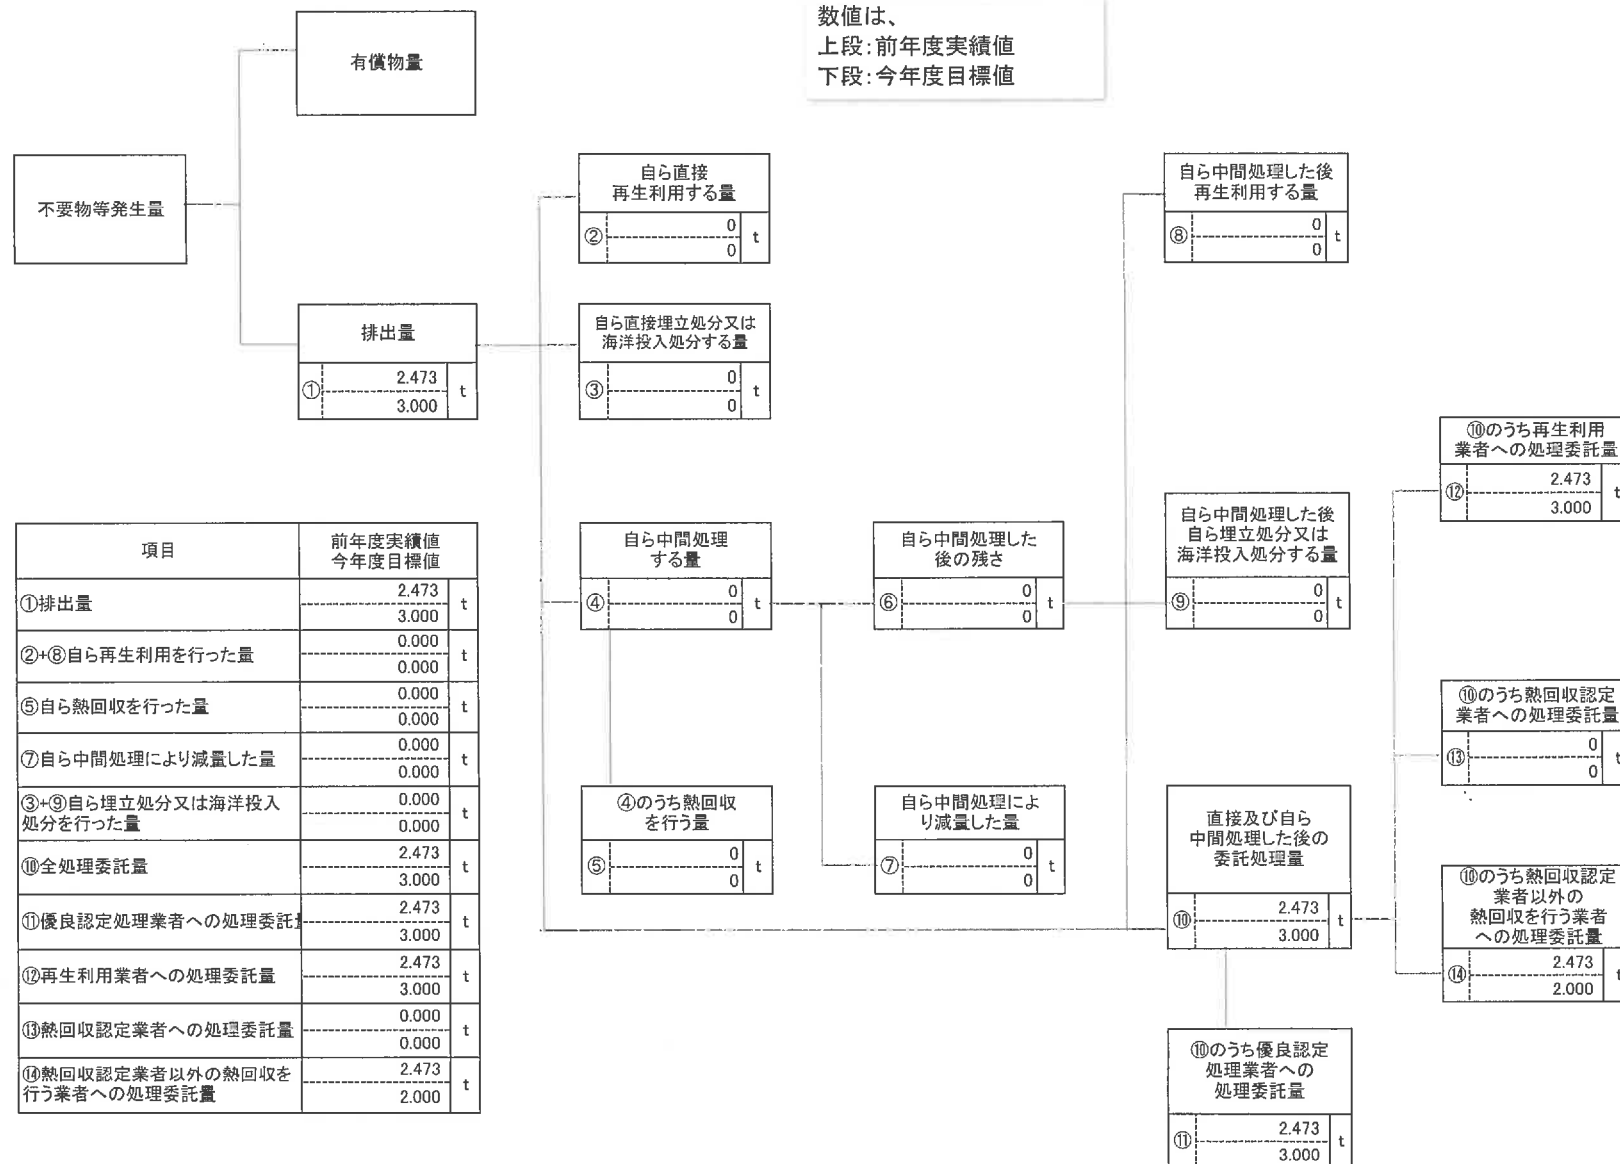 数値は、
上段:前年度実績値
下段:今年度目標値
有償物量
不要物等発生量
排出量
① 2.473 t
3.000
自ら直接
再生利用する量
② 0 t
0
自ら直接埋立処分又は
海洋投入処分する量
③ 0 t
0
自ら中間処理
する量
④ 0 t
0
④のうち熱回収
を行う量
⑤ 0 t
0
自ら中間処理した
後の残さ
⑥ 0 t
0
自ら中間処理によ
り減量した量
⑦ 0 t
0
自ら中間処理した後
再生利用する量
⑧ 0 t
0
自ら中間処理した後
自ら埋立処分又は
海洋投入処分する量
⑨ 0 t
0
直接及び自ら
中間処理した後の
委託処理量
⑩ 2.473 t
3.000
⑩のうち優良認定
処理業者への
処理委託量
⑪ 2.473 t
3.000
⑩のうち再生利用
業者への処理委託量
⑫ 2.473 t
3.000
⑩のうち熱回収認定
業者への処理委託量
⑬ 0 t
0
⑩のうち熱回収認定
業者以外の
熱回収を行う業者
への処理委託量
⑭ 2.473 t
2.000
項目 前年度実績値
今年度目標値
①排出量 2.473 t
3.000
②+⑧自ら再生利用を行った量 0.000 t
0.000
⑤自ら熱回収を行った量 0.000 t
0.000
⑦自ら中間処理により減量した量 0.000 t
0.000
③+⑨自ら埋立処分又は海洋投入
処分を行った量 0.000 t
0.000
⑩全処理委託量 2.473 t
3.000
⑪優良認定処理業者への処理委託 2.473 t
3.000
⑫再生利用業者への処理委託量 2.473 t
3.000
⑬熱回収認定業者への処理委託量 0.000 t
0.000
⑭熱回収認定業者以外の熱回収を
行う業者への処理委託量 2.473 t
2.000